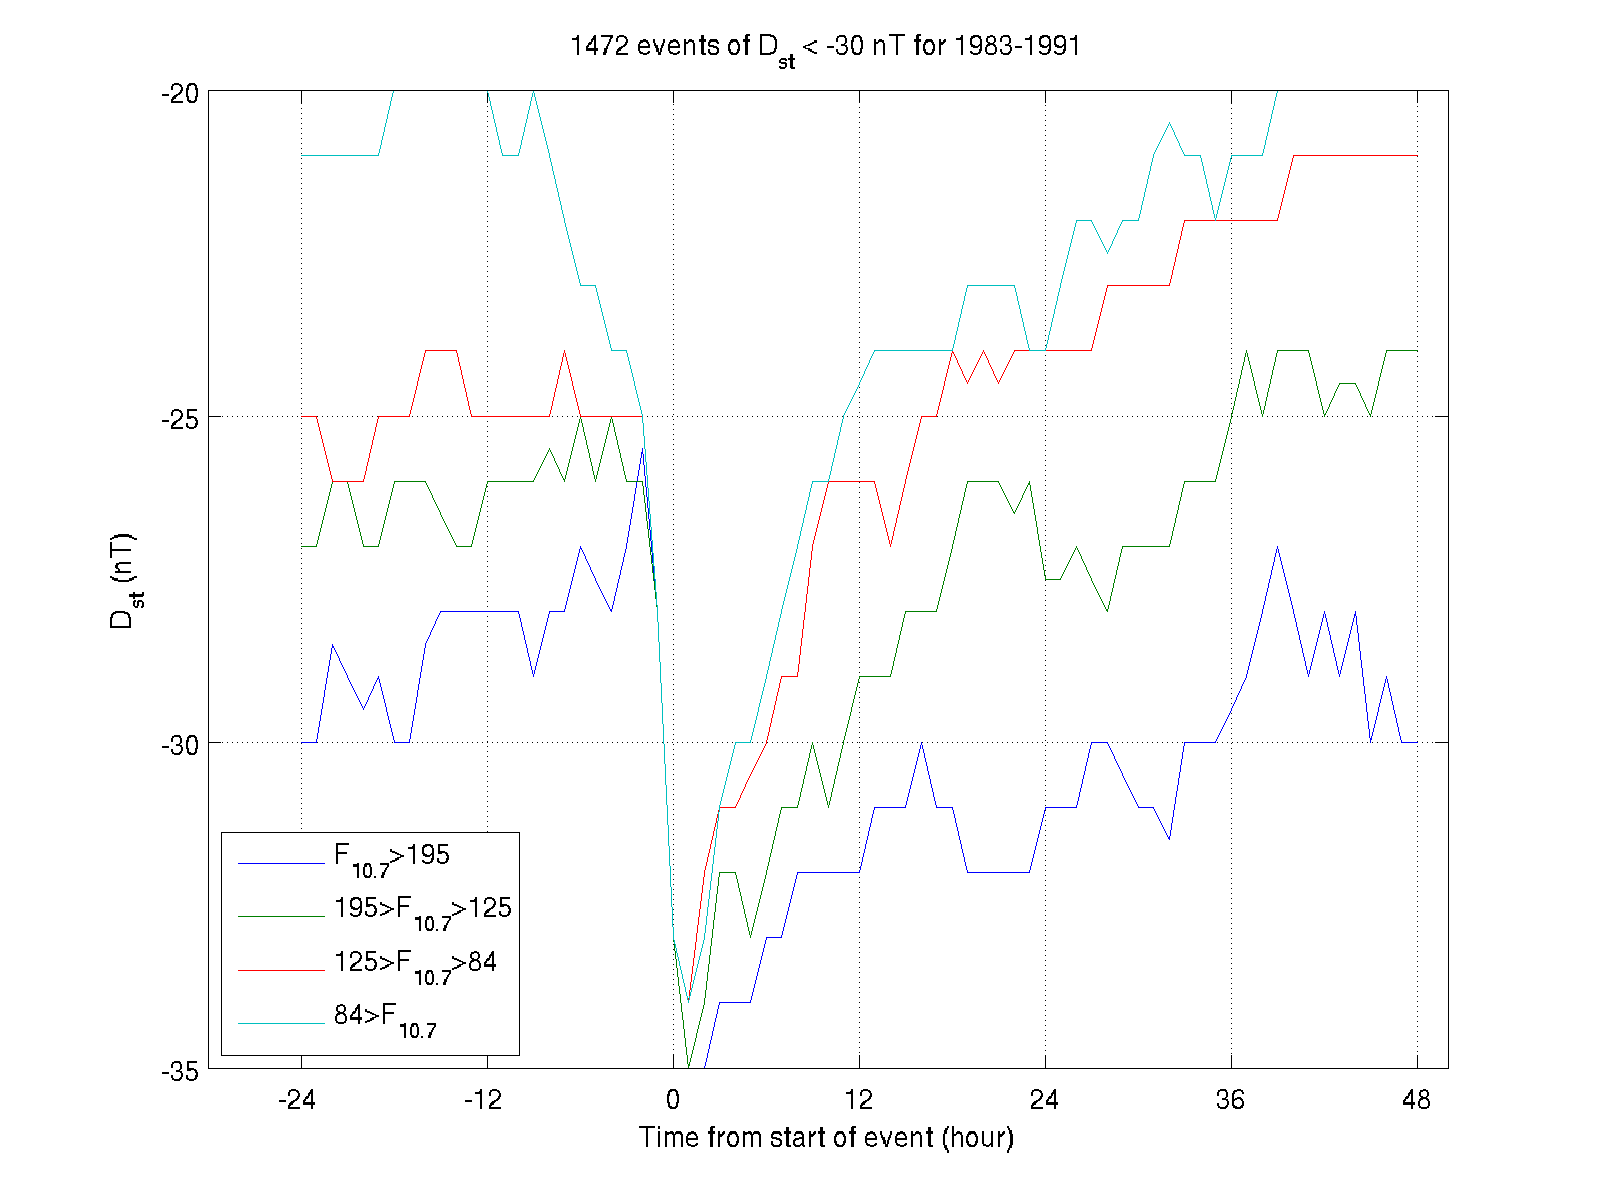 1472 events of Dst < -30 nT for 1983-1991
-20
-25
-30
-35
Dst (nT)
F10.7>195
195>F10.7>125
125>F10.7>84
84>F10.7
-24 -12 0 12 24 36 48
Time from start of event (hour)